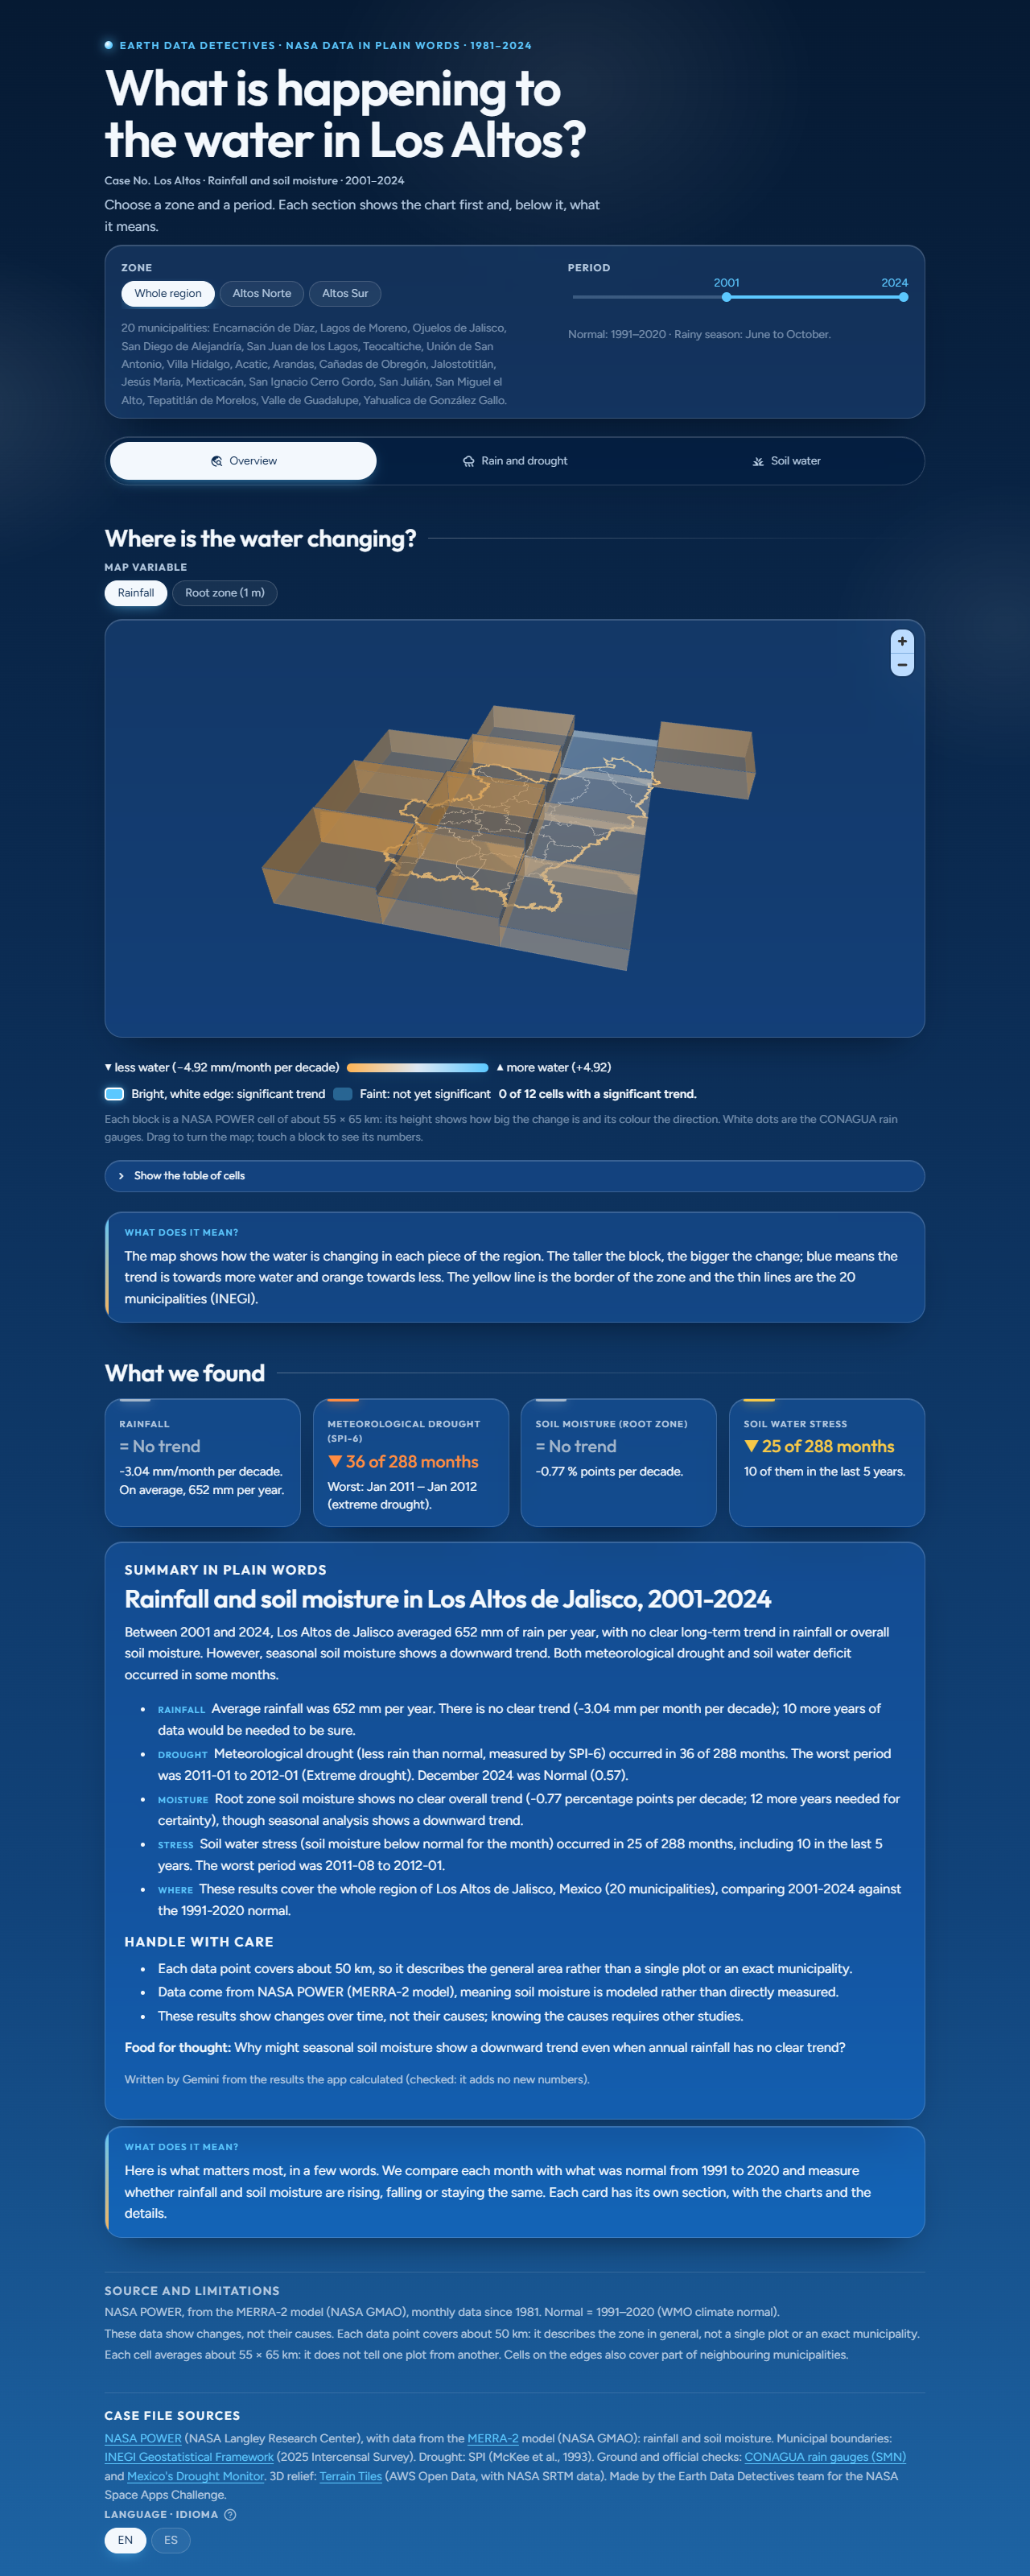 EARTH DATA DETECTIVES · NASA DATA IN PLAIN WORDS · 1981–2024
What is happening to
the water in Los Altos?
Case No. Los Altos · Rainfall and soil moisture · 2001–2024
Choose a zone and a period. Each section shows the chart first and, below it, what
it means.
ZONE
Whole region
Altos Norte
Altos Sur
20 municipalities: Encarnación de Díaz, Lagos de Moreno, Ojuelos de Jalisco,
San Diego de Alejandría, San Juan de los Lagos, Teocaltiche, Unión de San
Antonio, Villa Hidalgo, Acatic, Arandas, Cañadas de Obregón, Jalostotitlán,
Jesús María, Mexticacán, San Ignacio Cerro Gordo, San Julián, San Miguel el
Alto, Tepatitlán de Morelos, Valle de Guadalupe, Yahualica de González Gallo.
PERIOD
2001
2024
Normal: 1991–2020 · Rainy season: June to October.
Overview
Rain and drought
Soil water
Where is the water changing?
MAP VARIABLE
Rainfall
Root zone (1 m)
+
−
▼ less water (−4.92 mm/month per decade)
▲ more water (+4.92)
Bright, white edge: significant trend
Faint: not yet significant
0 of 12 cells with a significant trend.
Each block is a NASA POWER cell of about 55 × 65 km: its height shows how big the change is and its colour the direction. White dots are the CONAGUA rain
gauges. Drag to turn the map; touch a block to see its numbers.
Show the table of cells
WHAT DOES IT MEAN?
The map shows how the water is changing in each piece of the region. The taller the block, the bigger the change; blue means the
trend is towards more water and orange towards less. The yellow line is the border of the zone and the thin lines are the 20
municipalities (INEGI).
What we found
RAINFALL
= No trend
-3.04 mm/month per decade.
On average, 652 mm per year.
METEOROLOGICAL DROUGHT
(SPI-6)
▼ 36 of 288 months
Worst: Jan 2011 – Jan 2012
(extreme drought).
SOIL MOISTURE (ROOT ZONE)
= No trend
-0.77 % points per decade.
SOIL WATER STRESS
▼ 25 of 288 months
10 of them in the last 5 years.
SUMMARY IN PLAIN WORDS
Rainfall and soil moisture in Los Altos de Jalisco, 2001-2024
Between 2001 and 2024, Los Altos de Jalisco averaged 652 mm of rain per year, with no clear long-term trend in rainfall or overall
soil moisture. However, seasonal soil moisture shows a downward trend. Both meteorological drought and soil water deficit
occurred in some months.
• RAINFALL Average rainfall was 652 mm per year. There is no clear trend (-3.04 mm per month per decade); 10 more years of
data would be needed to be sure.
• DROUGHT Meteorological drought (less rain than normal, measured by SPI-6) occurred in 36 of 288 months. The worst period
was 2011-01 to 2012-01 (Extreme drought). December 2024 was Normal (0.57).
• MOISTURE Root zone soil moisture shows no clear overall trend (-0.77 percentage points per decade; 12 more years needed for
certainty), though seasonal analysis shows a downward trend.
• STRESS Soil water stress (soil moisture below normal for the month) occurred in 25 of 288 months, including 10 in the last 5
years. The worst period was 2011-08 to 2012-01.
• WHERE These results cover the whole region of Los Altos de Jalisco, Mexico (20 municipalities), comparing 2001-2024 against
the 1991-2020 normal.
HANDLE WITH CARE
• Each data point covers about 50 km, so it describes the general area rather than a single plot or an exact municipality.
• Data come from NASA POWER (MERRA-2 model), meaning soil moisture is modeled rather than directly measured.
• These results show changes over time, not their causes; knowing the causes requires other studies.
Food for thought: Why might seasonal soil moisture show a downward trend even when annual rainfall has no clear trend?
Written by Gemini from the results the app calculated (checked: it adds no new numbers).
WHAT DOES IT MEAN?
Here is what matters most, in a few words. We compare each month with what was normal from 1991 to 2020 and measure
whether rainfall and soil moisture are rising, falling or staying the same. Each card has its own section, with the charts and the
details.
SOURCE AND LIMITATIONS
NASA POWER, from the MERRA-2 model (NASA GMAO), monthly data since 1981. Normal = 1991–2020 (WMO climate normal).
These data show changes, not their causes. Each data point covers about 50 km: it describes the zone in general, not a single plot or an exact municipality.
Each cell averages about 55 × 65 km: it does not tell one plot from another. Cells on the edges also cover part of neighbouring municipalities.
CASE FILE SOURCES
NASA POWER (NASA Langley Research Center), with data from the MERRA-2 model (NASA GMAO): rainfall and soil moisture. Municipal boundaries:
INEGI Geostatistical Framework (2025 Intercensal Survey). Drought: SPI (McKee et al., 1993). Ground and official checks: CONAGUA rain gauges (SMN)
and Mexico's Drought Monitor. 3D relief: Terrain Tiles (AWS Open Data, with NASA SRTM data). Made by the Earth Data Detectives team for the NASA
Space Apps Challenge.
LANGUAGE · IDIOMA ?
EN
ES